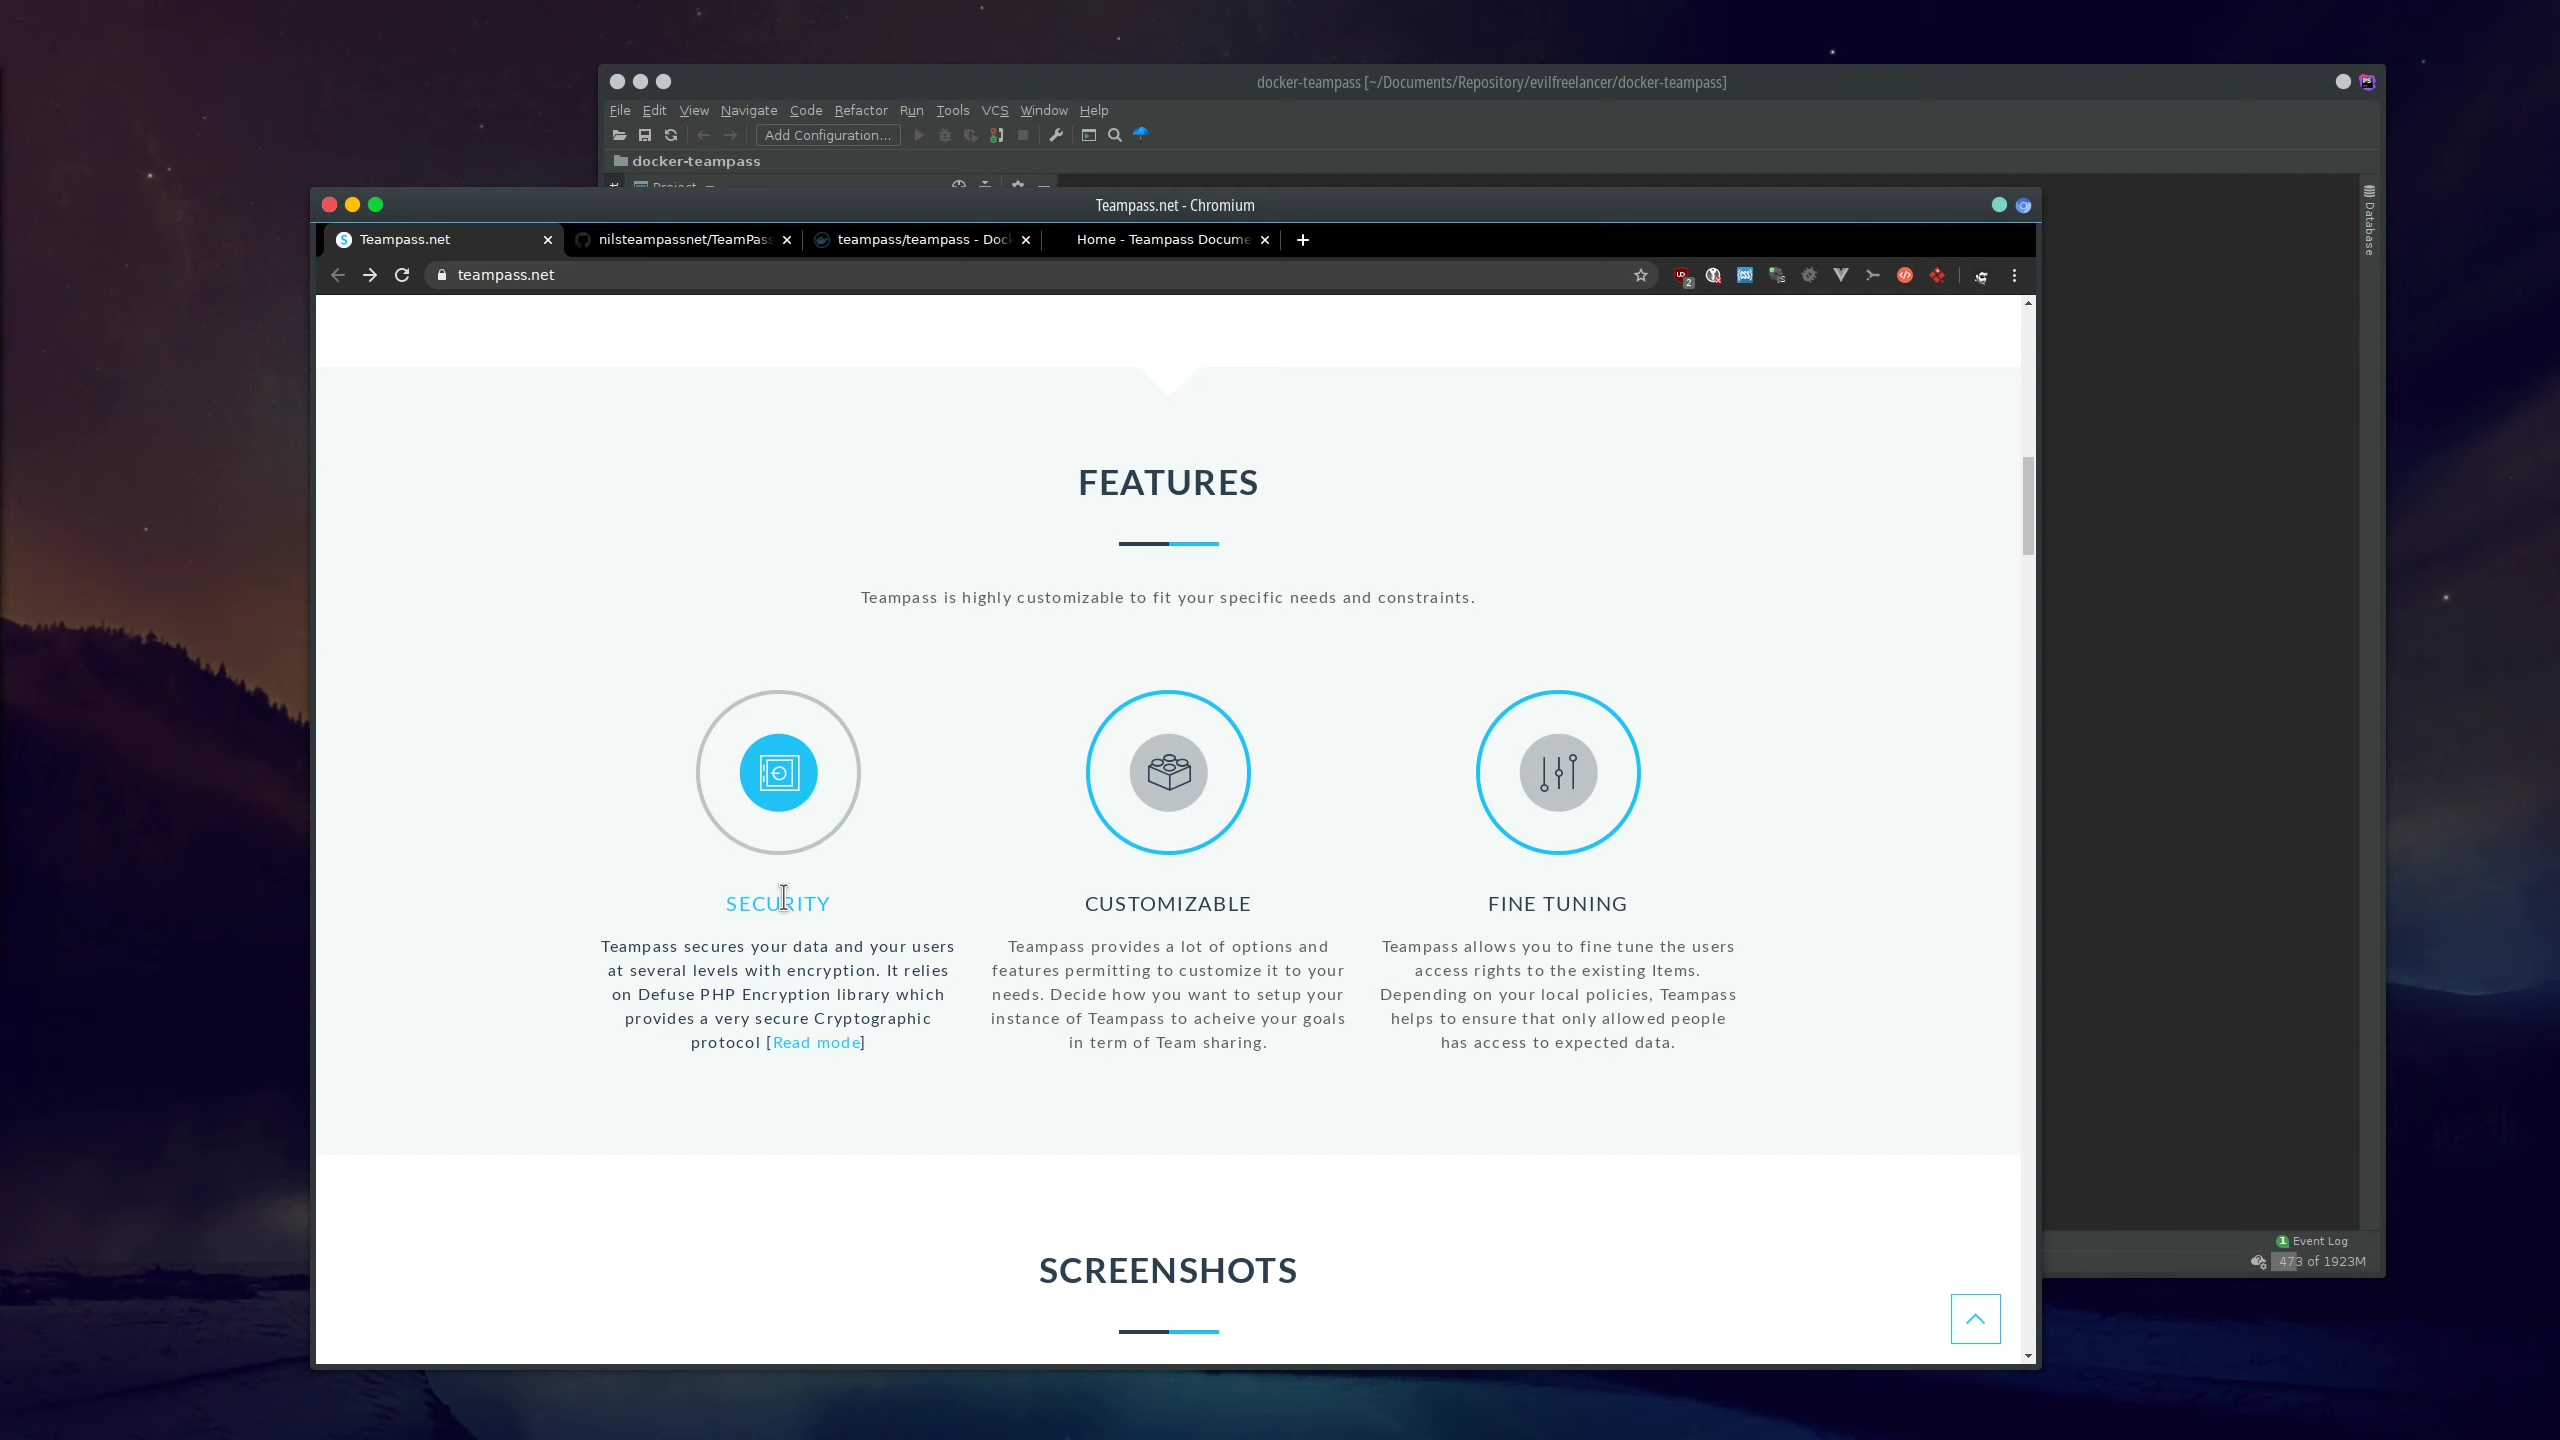 docker-teampass [~/Documents/Repository/evilfreelancer/docker-teampass]
File Edit View Navigate Code Refactor Run Tools VCS Window Help
Add Configuration...
docker-teampass
Project
Database
Teampass.net - Chromium
Teampass.net
nilsteampassnet/TeamPass
teampass/teampass - Doc
Home - Teampass Docume
teampass.net
2
FEATURES
Teampass is highly customizable to fit your specific needs and constraints.
SECURITY
Teampass secures your data and your users
at several levels with encryption. It relies
on Defuse PHP Encryption library which
provides a very secure Cryptographic
protocol [Read mode]
CUSTOMIZABLE
Teampass provides a lot of options and
features permitting to customize it to your
needs. Decide how you want to setup your
instance of Teampass to acheive your goals
in term of Team sharing.
FINE TUNING
Teampass allows you to fine tune the users
access rights to the existing Items.
Depending on your local policies, Teampass
helps to ensure that only allowed people
has access to expected data.
SCREENSHOTS
1 Event Log
473 of 1923M